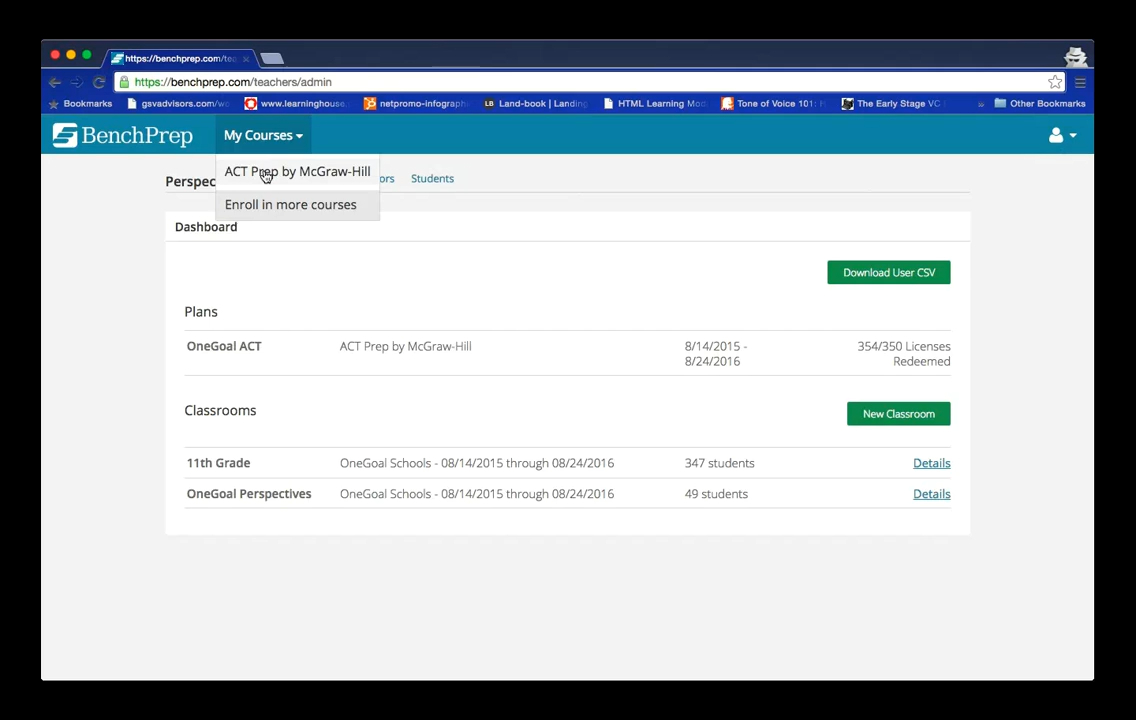 https://benchprep.com/tea
https://benchprep.com/teachers/admin
Bookmarks
gsvadvisors.com/w
www.learninghouse.
netpromo-infograph
LB Land-book | Landing
HTML Learning Mod
Tone of Voice 101:
The Early Stage VC
» Other Bookmarks
BenchPrep
My Courses
ACT Prep by McGraw-Hill
Enroll in more courses
Perspec
ors
Students
Dashboard
Download User CSV
Plans
OneGoal ACT
ACT Prep by McGraw-Hill
8/14/2015 -
8/24/2016
354/350 Licenses
Redeemed
Classrooms
New Classroom
11th Grade
OneGoal Schools - 08/14/2015 through 08/24/2016
347 students
Details
OneGoal Perspectives
OneGoal Schools - 08/14/2015 through 08/24/2016
49 students
Details